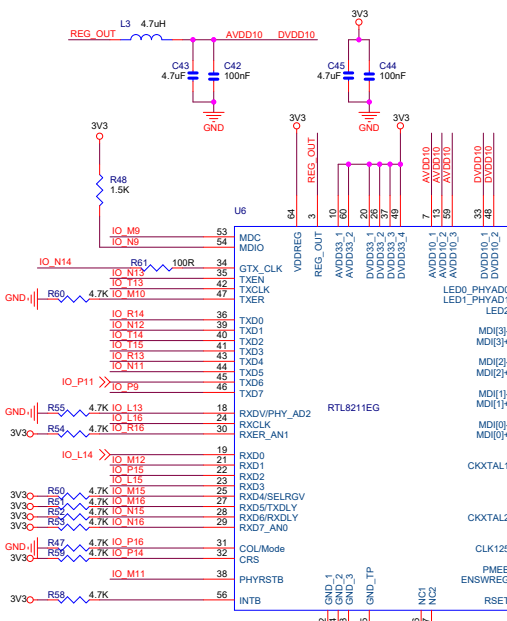 3V3
L3 4.7uH
REG_OUT AVDD10 DVDD10
C43 C42 C45 C44
4.7uF 100nF 4.7uF 100nF
GND GND
3V3 3V3 3V3
R48
1.5K
REG_OUT AVDD10 AVDD10 AVDD10 DVDD10 DVDD10
U6
64 3 10 60 20 26 37 49 7 13 59 33 48
VDDREG REG_OUT AVDD33_1 AVDD33_2 DVDD33_1 DVDD33_2 DVDD33_3 DVDD33_4 AVDD10_1 AVDD10_2 AVDD10_3 DVDD10_1 DVDD10_2
IO_M9 53 MDC
IO_N9 54 MDIO
IO_N14 R61 100R 34 GTX_CLK
IO_N13 35 TXEN
IO_T13 42 TXCLK
GND R60 4.7K IO_M10 47 TXER
LED0_PHYAD0
LED1_PHYAD1
LED2
IO_R14 36 TXD0
IO_N12 39 TXD1
IO_T14 40 TXD2
IO_T15 41 TXD3
IO_R13 43 TXD4
IO_N11 44 TXD5
IO_P11 45 TXD6
IO_P9 46 TXD7
MDI[3]-
MDI[3]+
MDI[2]-
MDI[2]+
MDI[1]-
MDI[1]+
MDI[0]-
MDI[0]+
RTL8211EG
GND R55 4.7K IO_L13 18 RXDV/PHY_AD2
IO_L16 24 RXCLK
3V3 R54 4.7K IO_R16 30 RXER_AN1
IO_L14 19 RXD0
IO_M12 21 RXD1
IO_P15 22 RXD2
IO_L15 23 RXD3
3V3 R50 4.7K IO_M15 25 RXD4/SELRGV
3V3 R51 4.7K IO_M16 27 RXD5/TXDLY
3V3 R52 4.7K IO_N15 28 RXD6/RXDLY
3V3 R53 4.7K IO_N16 29 RXD7_AN0
CKXTAL1
CKXTAL2
GND R47 4.7K IO_P16 31 COL/Mode
3V3 R59 4.7K IO_P14 32 CRS
CLK125
IO_M11 38 PHYRSTB
PMEB
ENSWREG
3V3 R58 4.7K 56 INTB
RSET
GND_1 GND_2 GND_3 GND_TP NC1 NC2